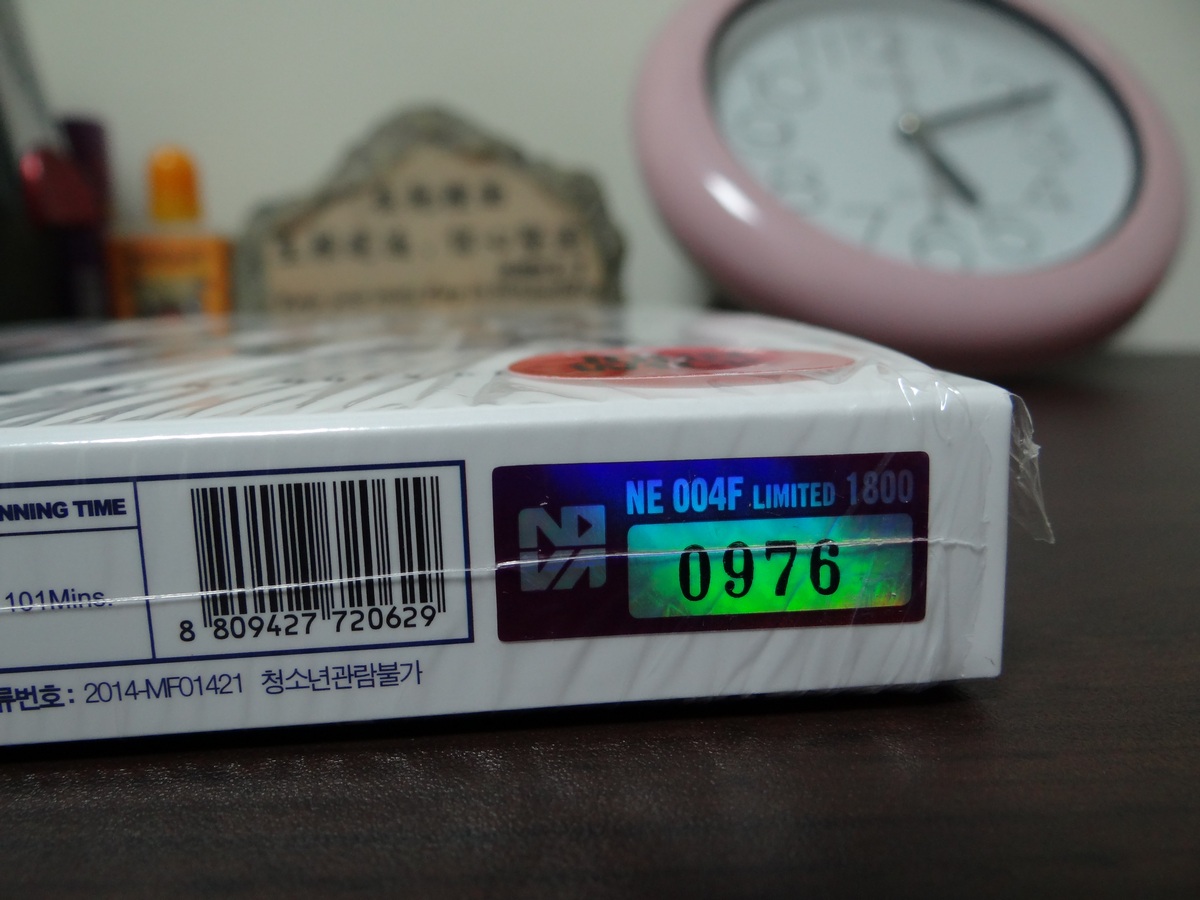 NNING TIME
101Mins.
8 809427 720629
류번호 : 2014-MF01421 청소년관람불가
NOVA
NE 004F LIMITED 1800
0976